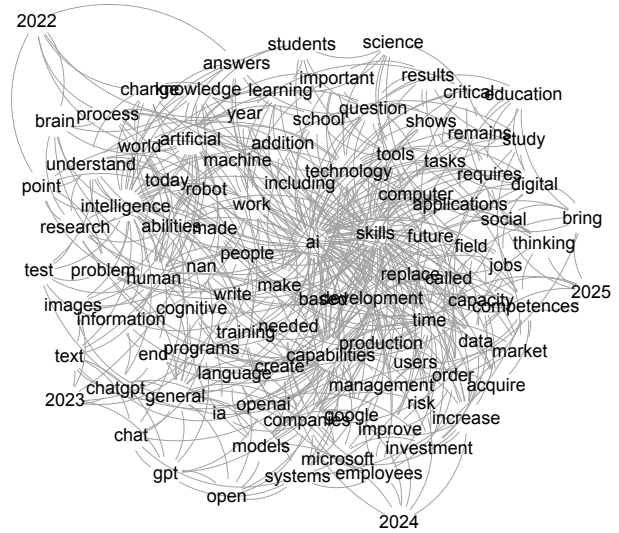 2022
students
science
answers
important
results
change
knowledge
learning
critical
education
brain
process
year
school
question
shows
world
artificial
addition
remains
study
understand
machine
technology
tools
tasks
point
today
robot
including
computer
requires
digital
intelligence
work
applications
research
abilities
made
ai
skills
future
social
bring
field
thinking
people
test
problem
human
nan
replace
called
jobs
images
information
cognitive
write
make
based
development
capacity
competences
2025
training
needed
time
text
end
programs
capabilities
production
data
market
language
create
users
order
2023
chatgpt
general
management
acquire
ia
openai
companies
google
risk
increase
chat
improve
models
microsoft
investment
gpt
systems
employees
open
2024